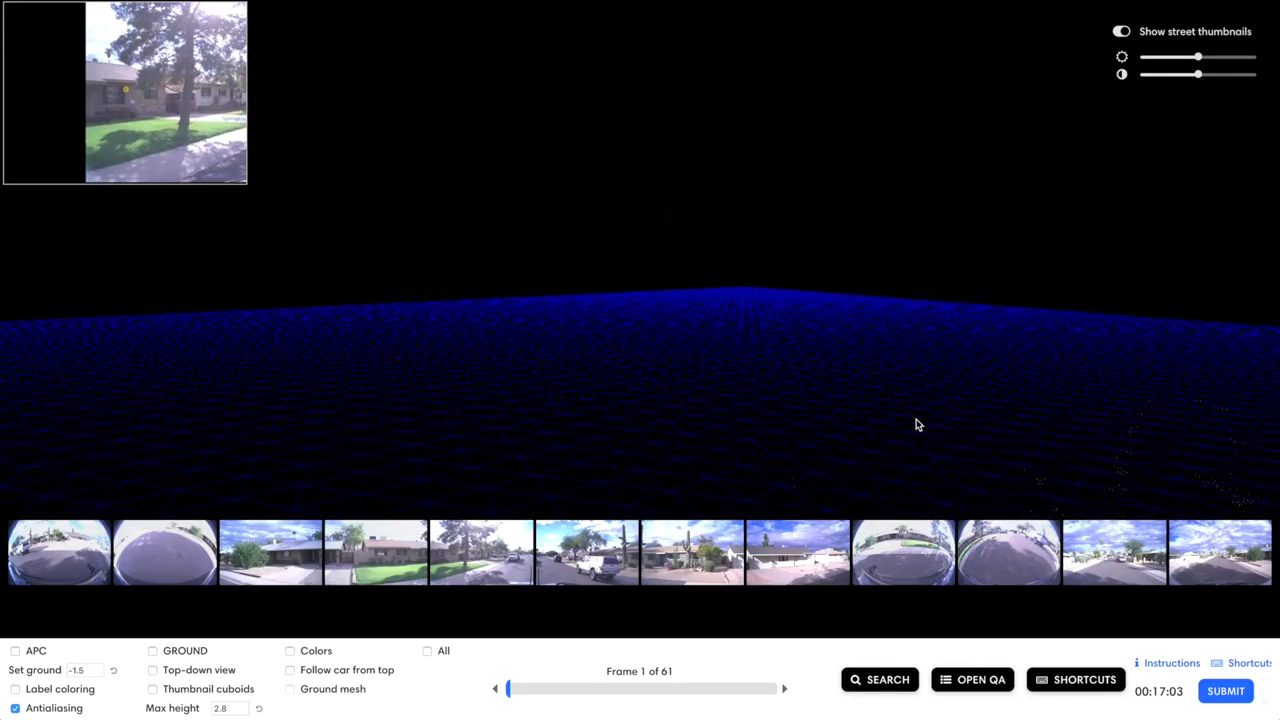 Show street thumbnails
APC
GROUND
Colors
All
Set ground -1.5
Top-down view
Follow car from top
Label coloring
Thumbnail cuboids
Ground mesh
Antialiasing
Max height 2.8
Frame 1 of 61
SEARCH
OPEN QA
SHORTCUTS
Instructions
Shortcuts
00:17:03
SUBMIT